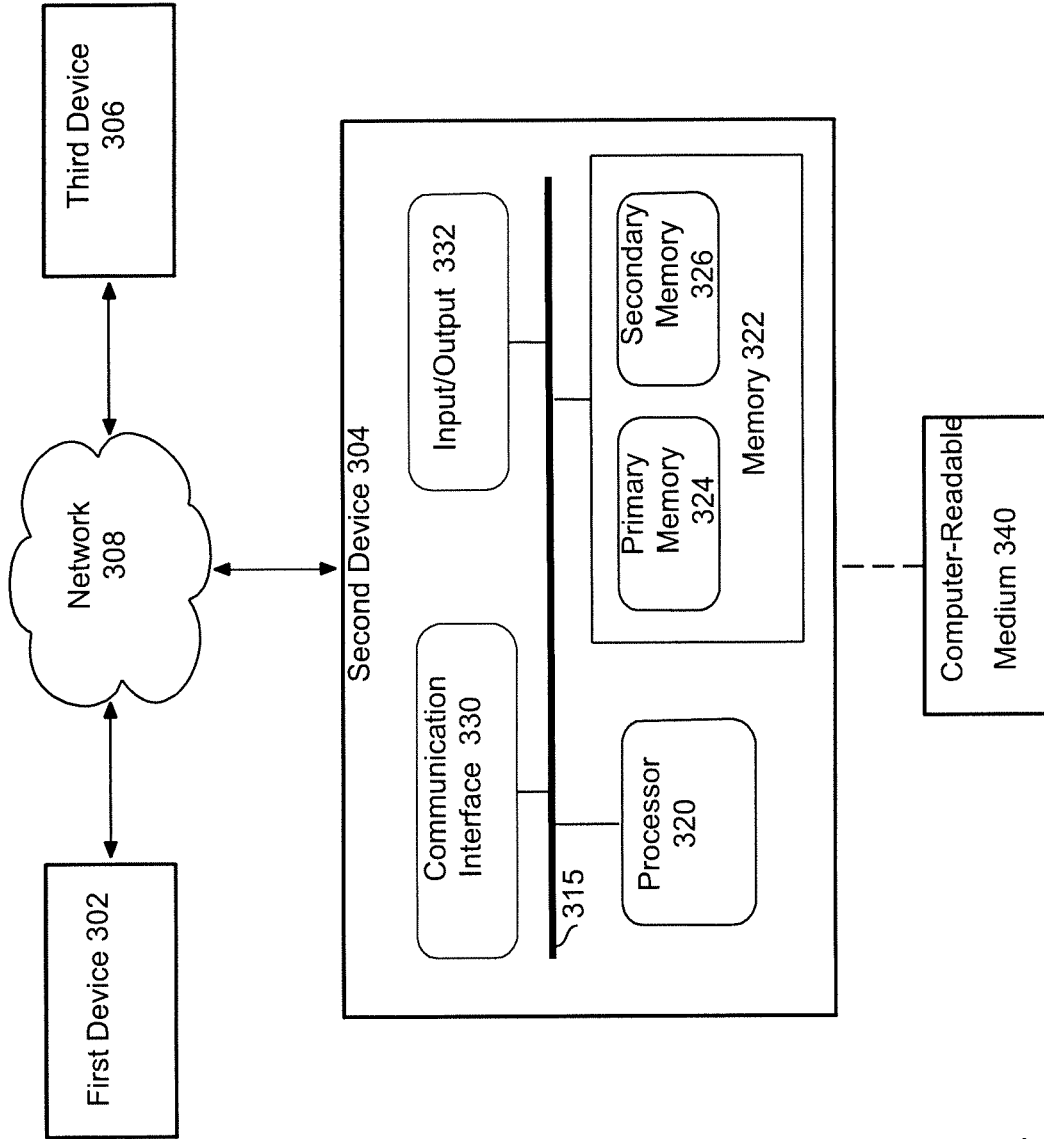 First Device 302
Network
308
Third Device
306
Second Device 304
Communication
Interface 330
Input/Output 332
315
Processor
320
Primary
Memory
324
Secondary
Memory
326
Memory 322
Computer-Readable
Medium 340